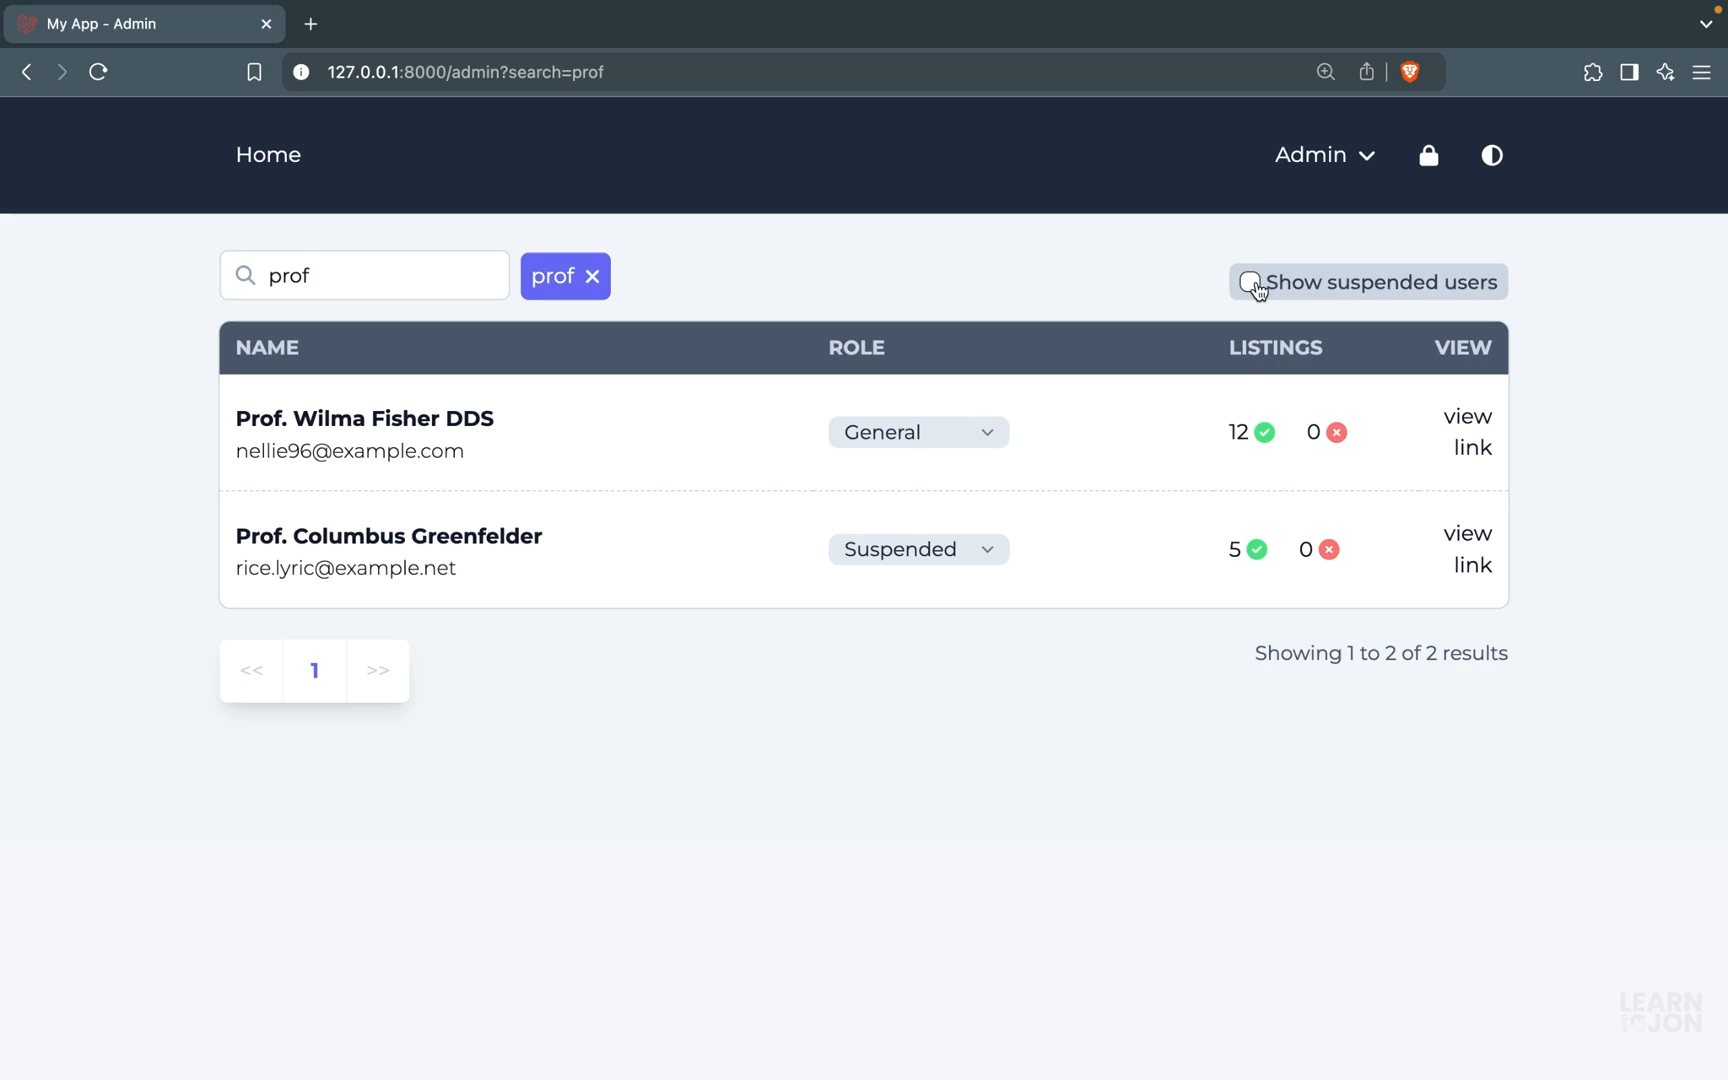 My App - Admin
127.0.0.1:8000/admin?search=prof
Home
Admin
prof
prof
Show suspended users
NAME ROLE LISTINGS VIEW
Prof. Wilma Fisher DDS
nellie96@example.com
General
12 0
view
link
Prof. Columbus Greenfelder
rice.lyric@example.net
Suspended
5 0
view
link
<< 1 >>
Showing 1 to 2 of 2 results
LEARN
JON